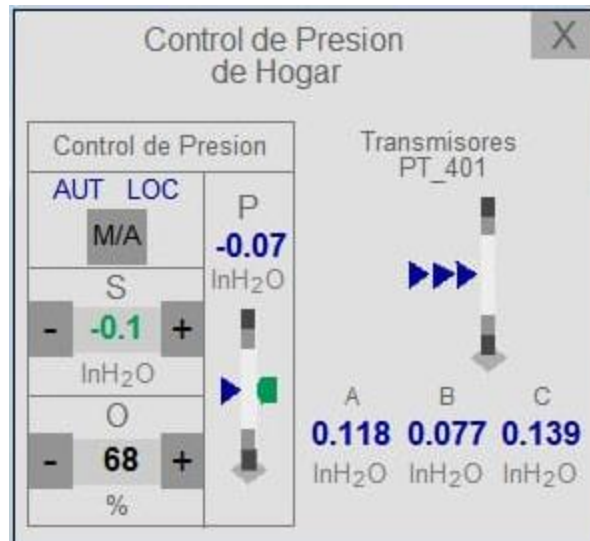 Control de Presion
de Hogar
X
Control de Presion
AUT LOC
M/A
S
- -0.1 +
InH2O
O
- 68 +
%
P
-0.07
InH2O
Transmisores
PT_401
A B C
0.118 0.077 0.139
InH2O InH2O InH2O